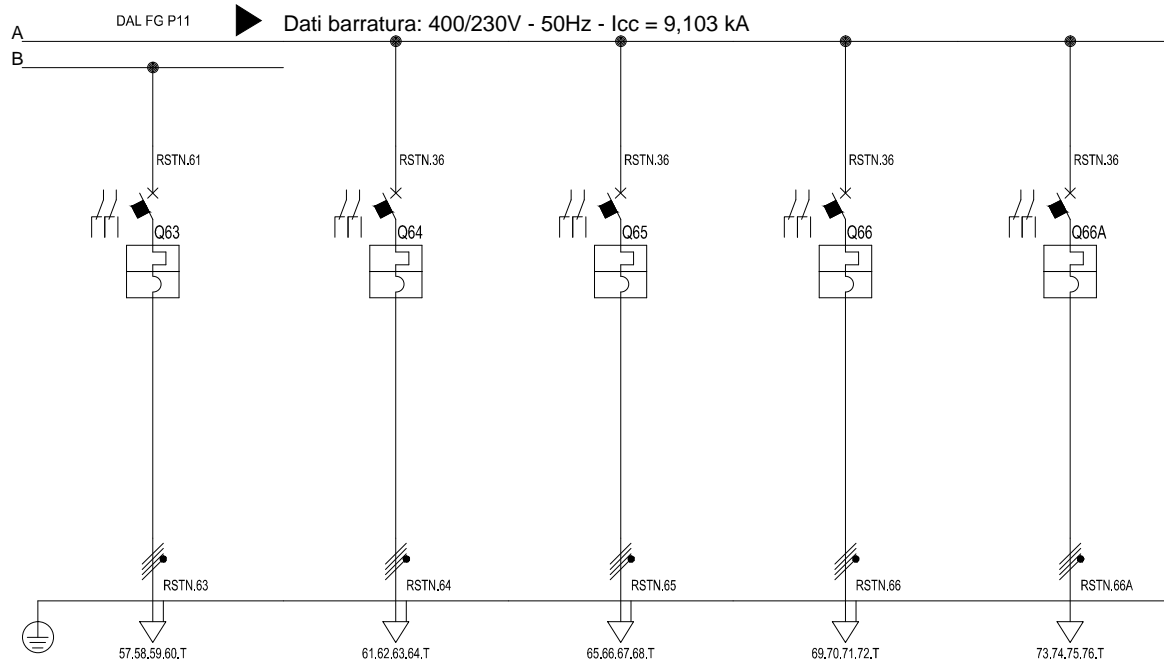 DAL FG P11 Dati barratura: 400/230V - 50Hz - Icc = 9,103 kA
A
B
RSTN.61 RSTN.36 RSTN.36 RSTN.36 RSTN.36
Q63 Q64 Q65 Q66 Q66A
RSTN.63 RSTN.64 RSTN.65 RSTN.66 RSTN.66A
57,58,59,60,T 61,62,63,64,T 65,66,67,68,T 69,70,71,72,T 73,74,75,76,T